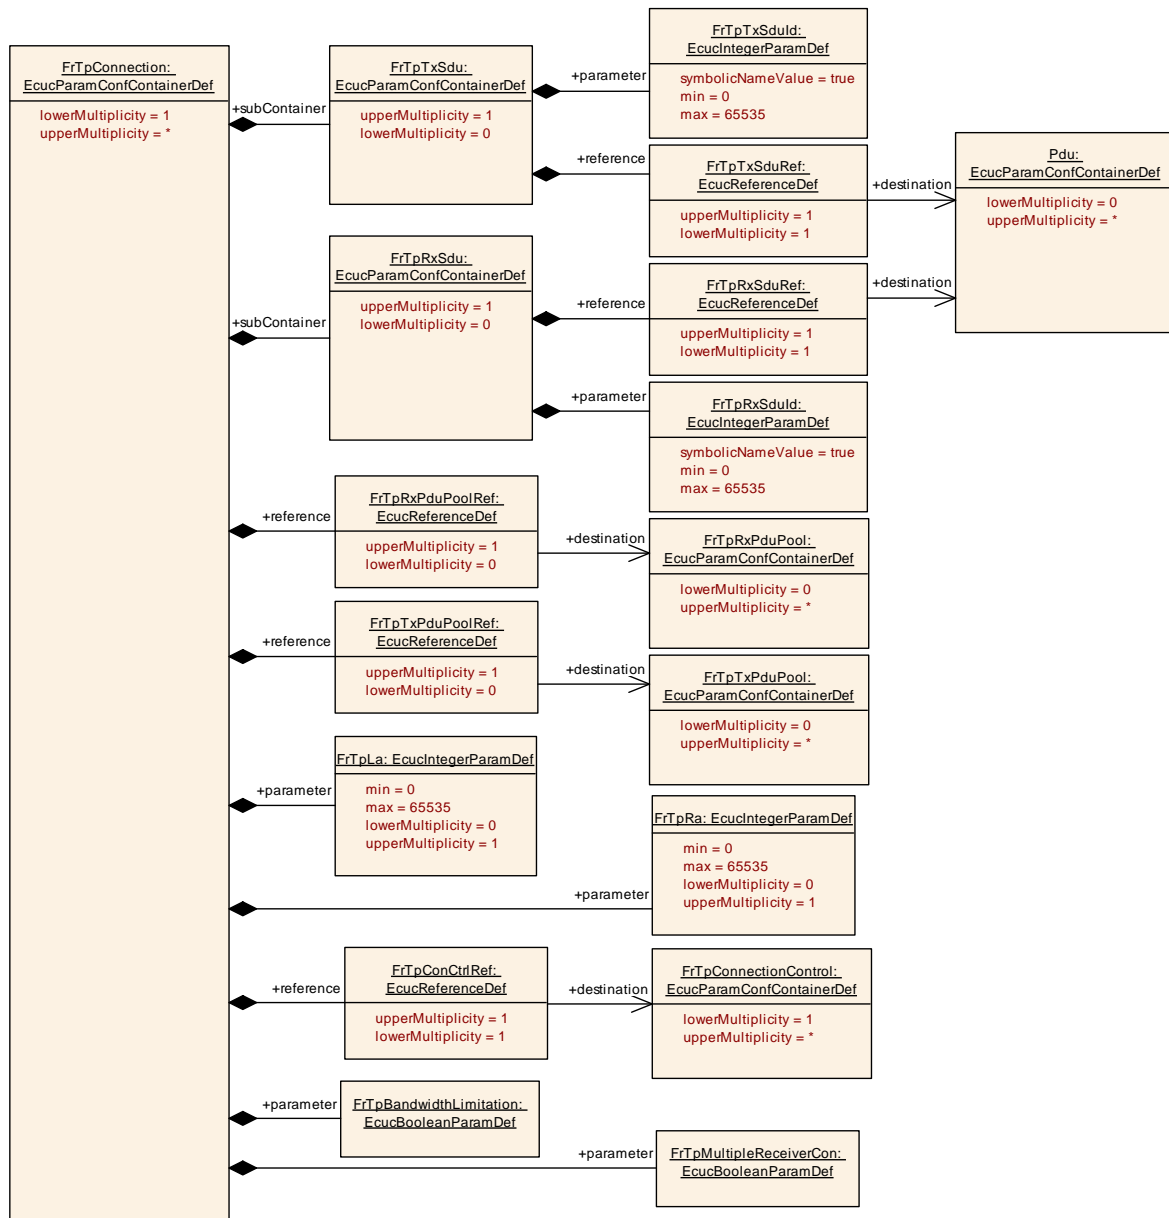 FrTpConnection:
EcucParamConfContainerDef
lowerMultiplicity = 1
upperMultiplicity = *
+subContainer
FrTpTxSdu:
EcucParamConfContainerDef
upperMultiplicity = 1
lowerMultiplicity = 0
+parameter
FrTpTxSduId:
EcucIntegerParamDef
symbolicNameValue = true
min = 0
max = 65535
+reference
FrTpTxSduRef:
EcucReferenceDef
upperMultiplicity = 1
lowerMultiplicity = 1
+destination
Pdu:
EcucParamConfContainerDef
lowerMultiplicity = 0
upperMultiplicity = *
+subContainer
FrTpRxSdu:
EcucParamConfContainerDef
upperMultiplicity = 1
lowerMultiplicity = 0
+reference
FrTpRxSduRef:
EcucReferenceDef
upperMultiplicity = 1
lowerMultiplicity = 1
+destination
+parameter
FrTpRxSduId:
EcucIntegerParamDef
symbolicNameValue = true
min = 0
max = 65535
+reference
FrTpRxPduPoolRef:
EcucReferenceDef
upperMultiplicity = 1
lowerMultiplicity = 0
+destination
FrTpRxPduPool:
EcucParamConfContainerDef
lowerMultiplicity = 0
upperMultiplicity = *
+reference
FrTpTxPduPoolRef:
EcucReferenceDef
upperMultiplicity = 1
lowerMultiplicity = 0
+destination
FrTpTxPduPool:
EcucParamConfContainerDef
lowerMultiplicity = 0
upperMultiplicity = *
+parameter
FrTpLa: EcucIntegerParamDef
min = 0
max = 65535
lowerMultiplicity = 0
upperMultiplicity = 1
+parameter
FrTpRa: EcucIntegerParamDef
min = 0
max = 65535
lowerMultiplicity = 0
upperMultiplicity = 1
+reference
FrTpConCtrlRef:
EcucReferenceDef
upperMultiplicity = 1
lowerMultiplicity = 1
+destination
FrTpConnectionControl:
EcucParamConfContainerDef
lowerMultiplicity = 1
upperMultiplicity = *
+parameter
FrTpBandwidthLimitation:
EcucBooleanParamDef
+parameter
FrTpMultipleReceiverCon:
EcucBooleanParamDef